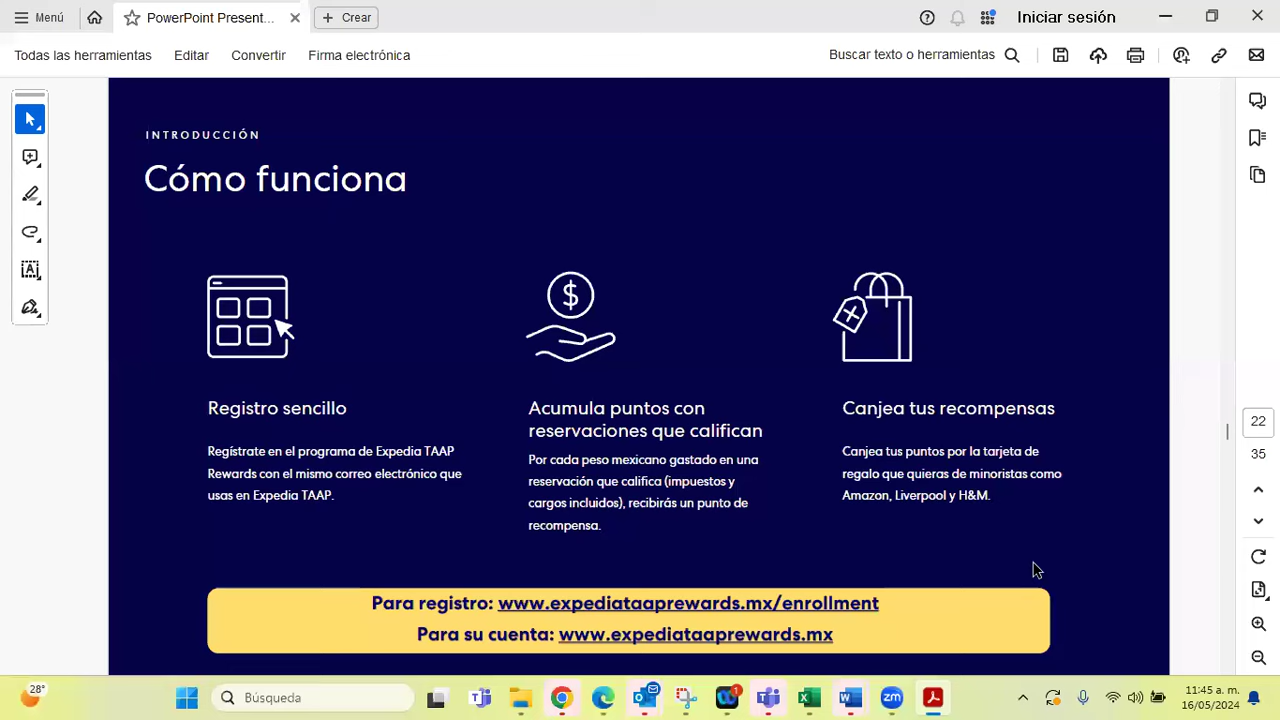 Menú
PowerPoint Present...
Crear
Iniciar sesión
Todas las herramientas
Editar
Convertir
Firma electrónica
Buscar texto o herramientas
INTRODUCCIÓN
Cómo funciona
$
Registro sencillo
Regístrate en el programa de Expedia TAAP
Rewards con el mismo correo electrónico que
usas en Expedia TAAP.
Acumula puntos con
reservaciones que califican
Por cada peso mexicano gastado en una
reservación que califica (impuestos y
cargos incluidos), recibirás un punto de
recompensa.
Canjea tus recompensas
Canjea tus puntos por la tarjeta de
regalo que quieras de minoristas como
Amazon, Liverpool y H&M.
Para registro: www.expediataaprewards.mx/enrollment
Para su cuenta: www.expediataaprewards.mx
22
35
28°
Búsqueda
1
zm
11:45 a. m.
16/05/2024